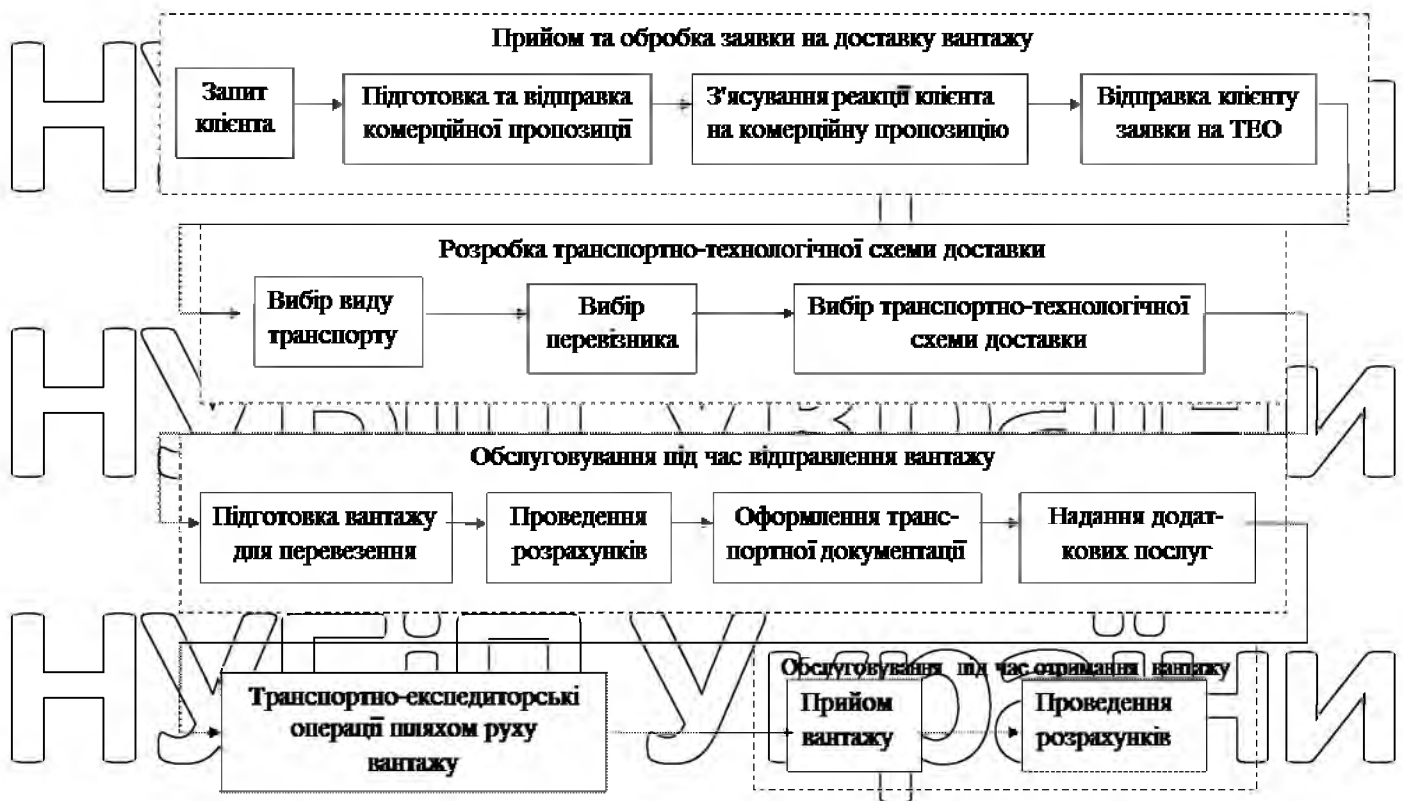 Прийом та обробка заявки на доставку вантажу
Запит
клієнта
Підготовка та відправка
комерційної пропозиції
З'ясування реакції клієнта
на комерційну пропозицію
Відправка клієнту
заявки на ТЕО
Розробка транспортно-технологічної схеми доставки
Вибір виду
транспорту
Вибір
перевізника
Вибір транспортно-технологічної
схеми доставки
Обслуговування під час відправлення вантажу
Підготовка вантажу
для перевезення
Проведення
розрахунків
Оформлення транс-
портної документації
Надання додат-
кових послуг
Транспортно-експедиторські
операції шляхом руху
вантажу
Обслуговування під час отримання вантажу
Прийом
вантажу
Проведення
розрахунків